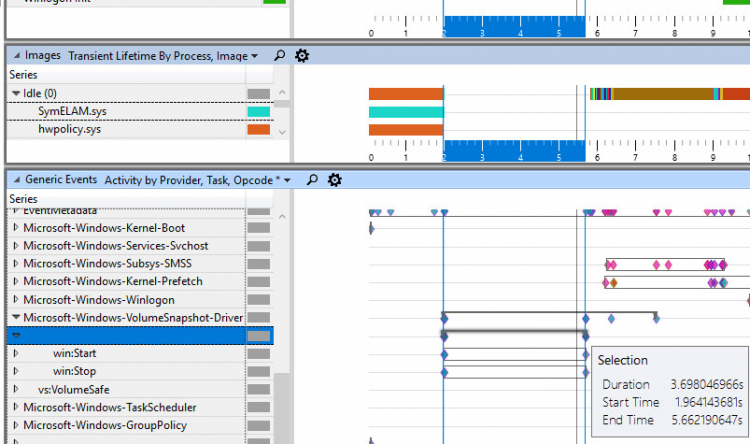 Winlogon Init
0 1 2 3 4 5 6 7 8 9 10
Images Transient Lifetime By Process, Image
Series
Idle (0)
SymELAM.sys
hwpolicy.sys
0 1 2 3 4 5 6 7 8 9 10
Generic Events Activity by Provider, Task, Opcode *
Series
EventMetadata
Microsoft-Windows-Kernel-Boot
Microsoft-Windows-Services-Svchost
Microsoft-Windows-Subsys-SMSS
Microsoft-Windows-Kernel-Prefetch
Microsoft-Windows-Winlogon
Microsoft-Windows-VolumeSnapshot-Driver
win:Start
win:Stop
vs:VolumeSafe
Microsoft-Windows-TaskScheduler
Microsoft-Windows-GroupPolicy
Selection
Duration 3.698046966s
Start Time 1.964143681s
End Time 5.662190647s